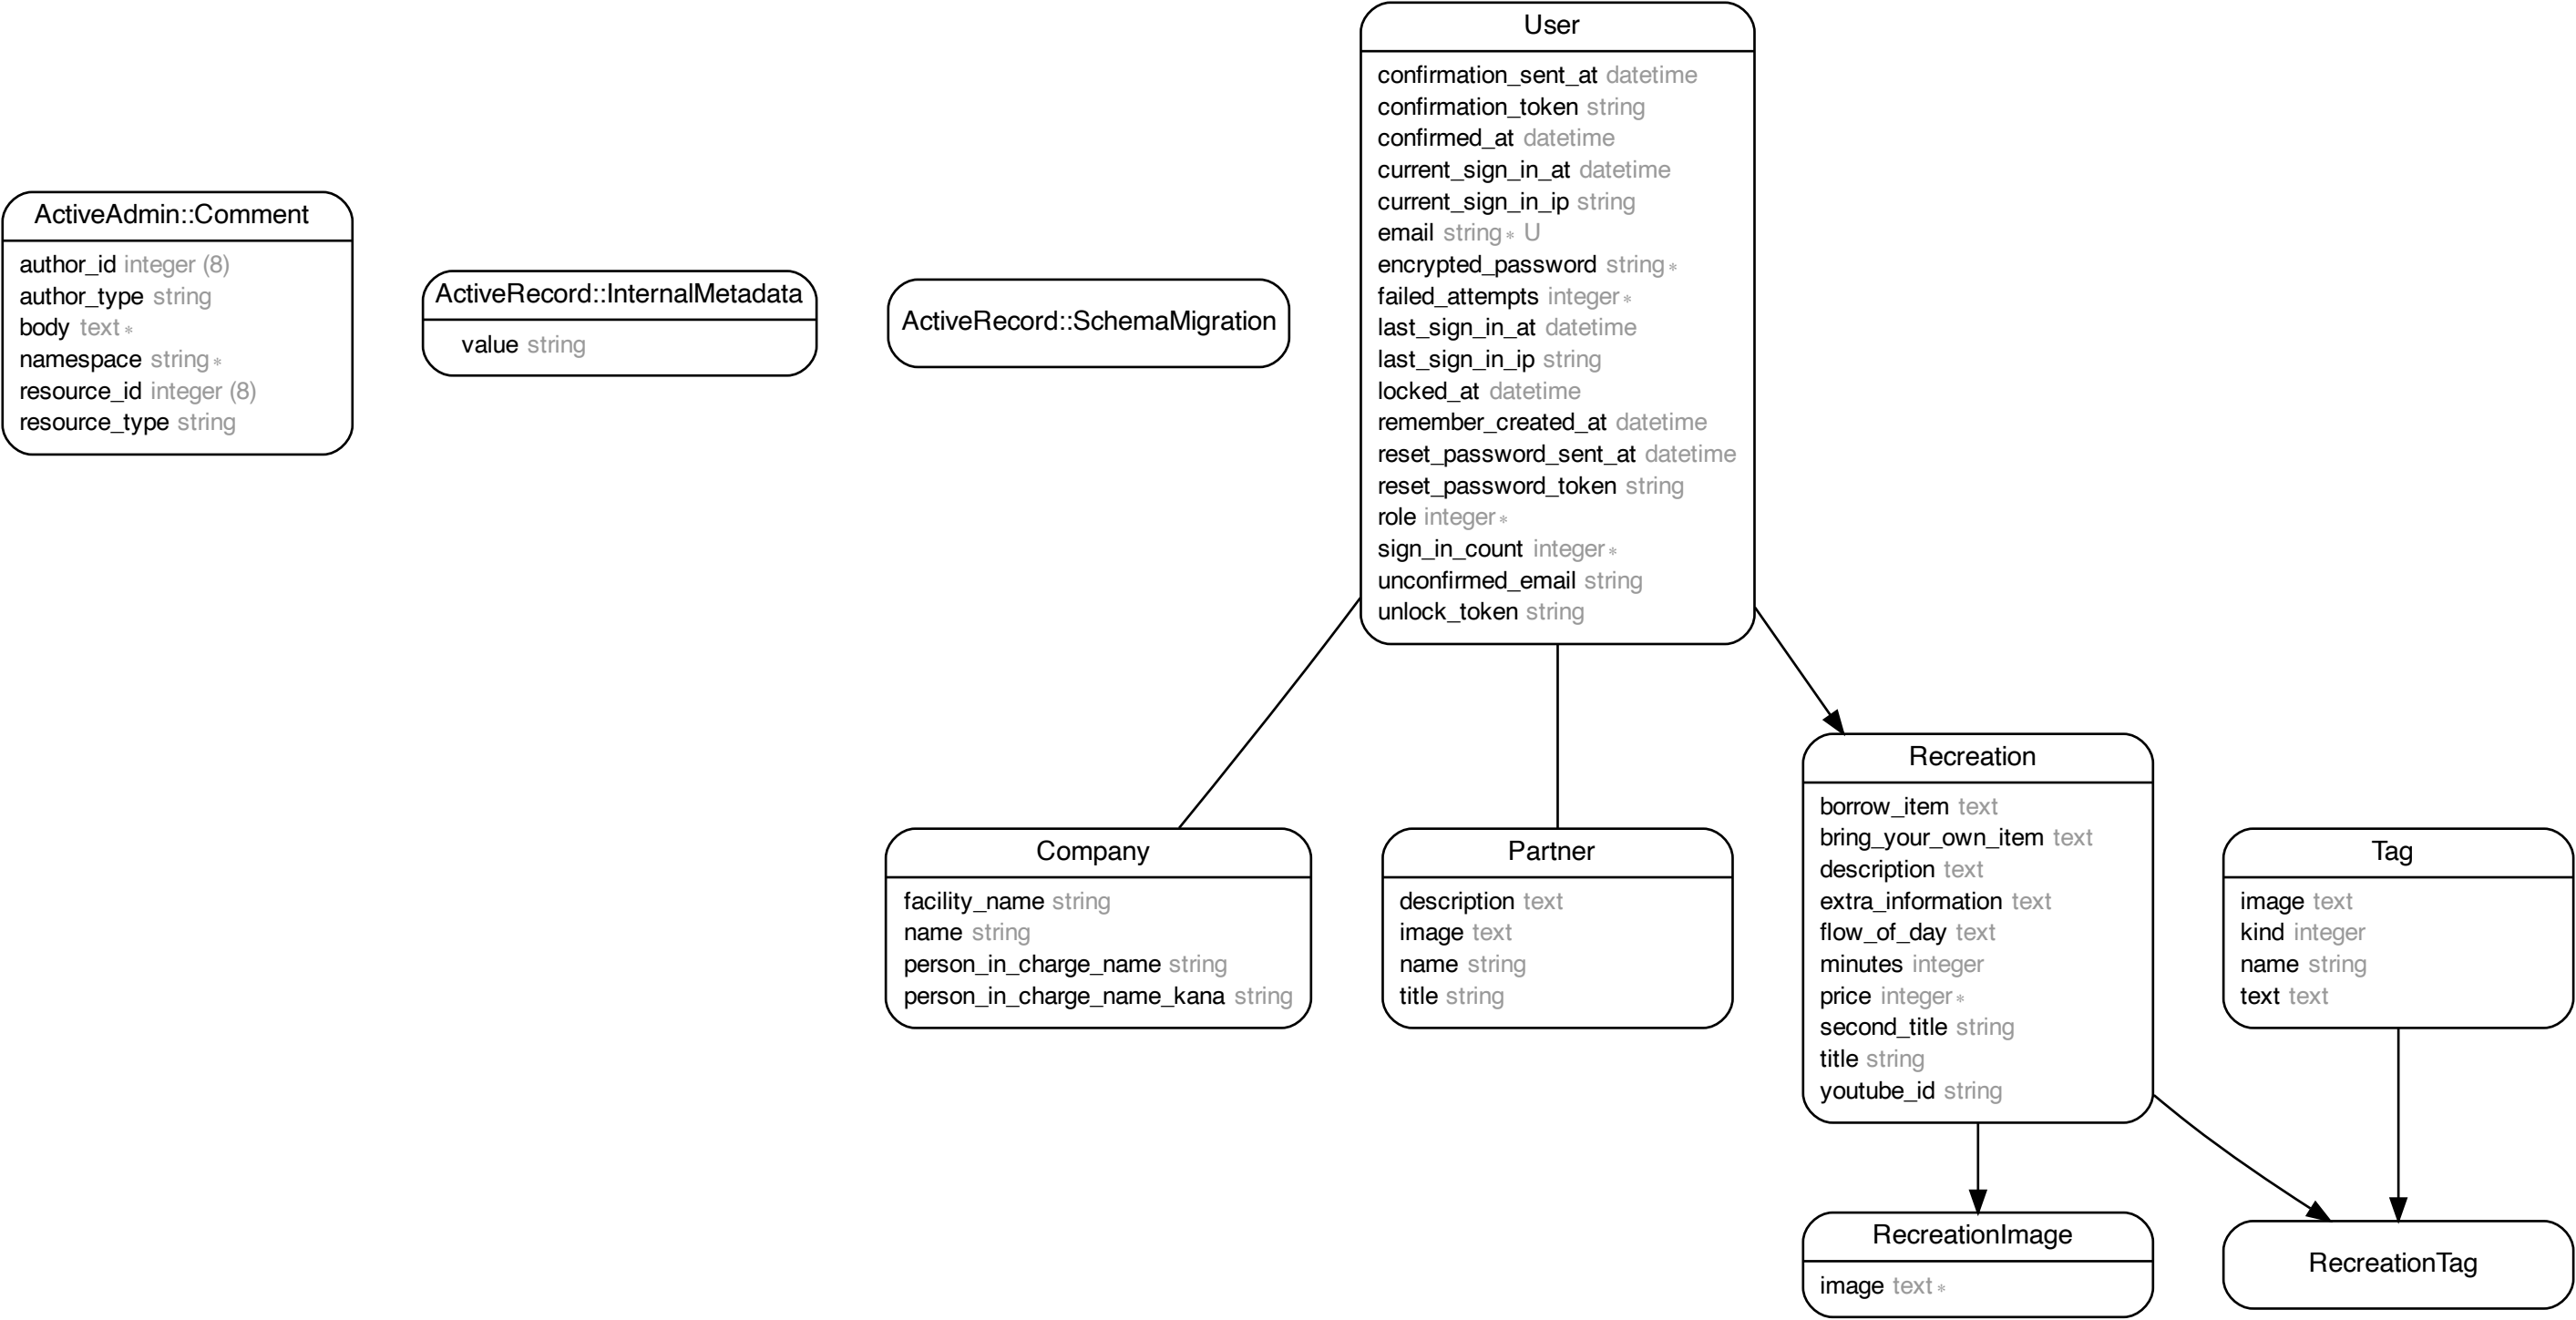 User
confirmation_sent_at datetime
confirmation_token string
confirmed_at datetime
current_sign_in_at datetime
current_sign_in_ip string
email string∗ U
encrypted_password string∗
failed_attempts integer∗
last_sign_in_at datetime
last_sign_in_ip string
locked_at datetime
remember_created_at datetime
reset_password_sent_at datetime
reset_password_token string
role integer∗
sign_in_count integer∗
unconfirmed_email string
unlock_token string
ActiveAdmin::Comment
author_id integer (8)
author_type string
body text∗
namespace string∗
resource_id integer (8)
resource_type string
ActiveRecord::InternalMetadata
value string
ActiveRecord::SchemaMigration
Company
facility_name string
name string
person_in_charge_name string
person_in_charge_name_kana string
Partner
description text
image text
name string
title string
Recreation
borrow_item text
bring_your_own_item text
description text
extra_information text
flow_of_day text
minutes integer
price integer∗
second_title string
title string
youtube_id string
Tag
image text
kind integer
name string
text text
RecreationImage
image text∗
RecreationTag